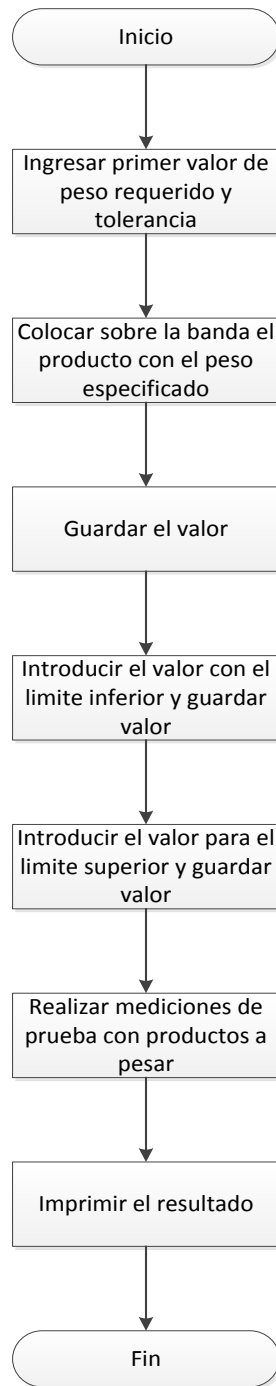 Inicio
Ingresar primer valor de
peso requerido y
tolerancia
Colocar sobre la banda el
producto con el peso
especificado
Guardar el valor
Introducir el valor con el
limite inferior y guardar
valor
Introducir el valor para el
limite superior y guardar
valor
Realizar mediciones de
prueba con productos a
pesar
Imprimir el resultado
Fin